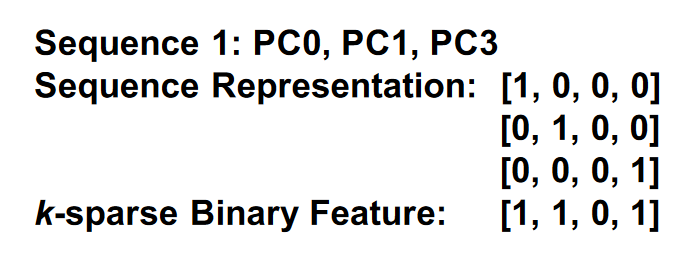 Sequence 1: PC0, PC1, PC3
Sequence Representation: [1, 0, 0, 0]
[0, 1, 0, 0]
[0, 0, 0, 1]
k-sparse Binary Feature: [1, 1, 0, 1]